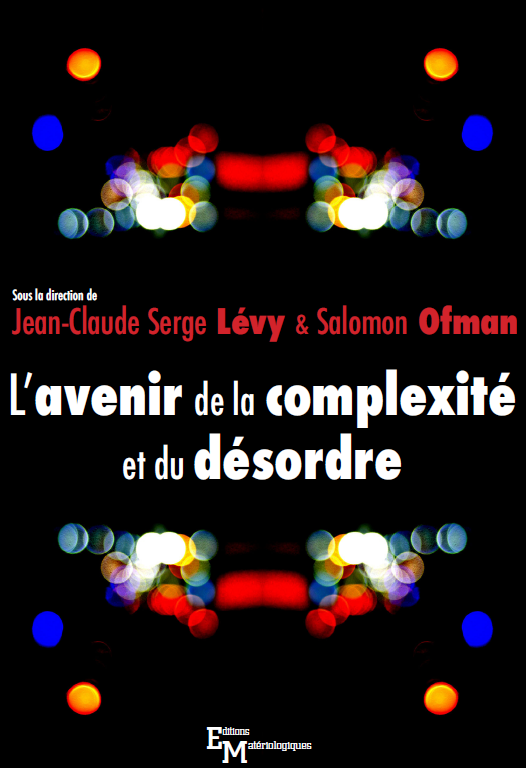 Sous la direction de
Jean-Claude Serge Lévy & Salomon Ofman
L'avenir de la complexité
et du désordre
Editions
Matériologiques